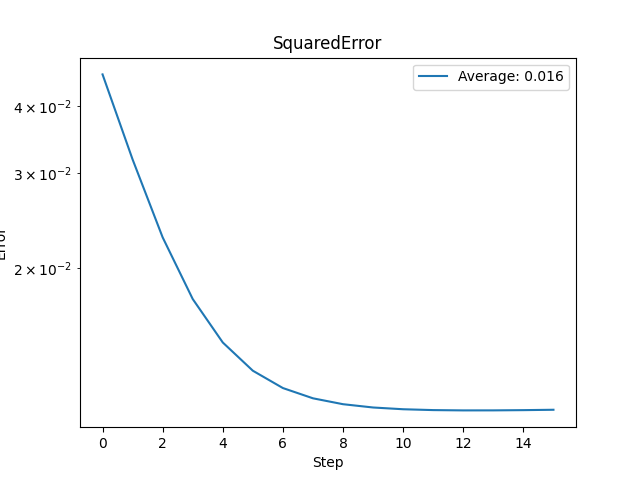 SquaredError
Average: 0.016
4 × 10⁻²
3 × 10⁻²
2 × 10⁻²
Error
0 2 4 6 8 10 12 14
Step